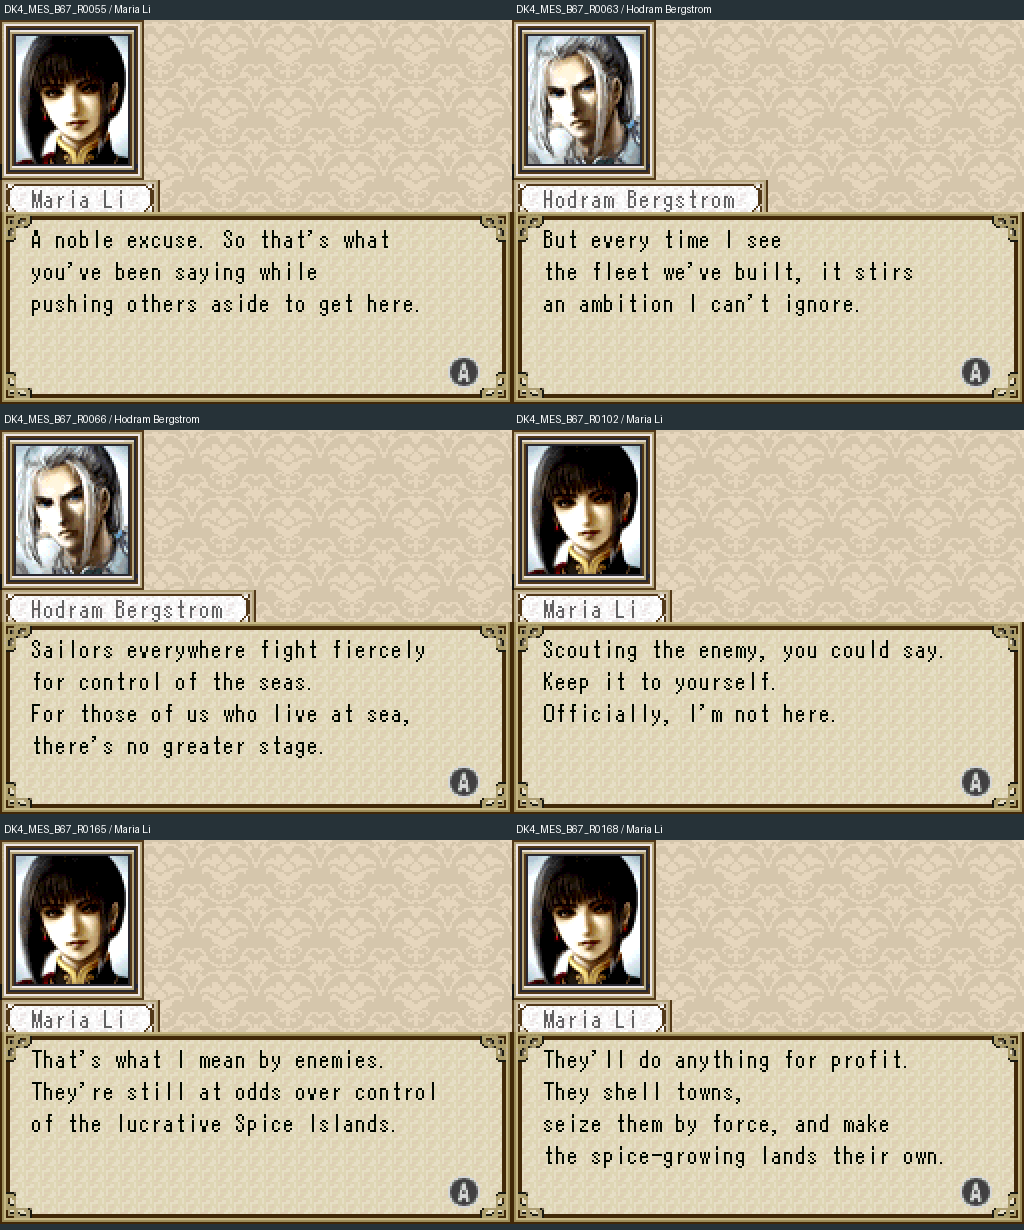 DK4_MES_B67_R0055 / Maria Li
Maria Li
A noble excuse. So that's what
you've been saying while
pushing others aside to get here.
A
DK4_MES_B67_R0063 / Hodram Bergstrom
Hodram Bergstrom
But every time I see
the fleet we've built, it stirs
an ambition I can't ignore.
A
DK4_MES_B67_R0066 / Hodram Bergstrom
Hodram Bergstrom
Sailors everywhere fight fiercely
for control of the seas.
For those of us who live at sea,
there's no greater stage.
A
DK4_MES_B67_R0102 / Maria Li
Maria Li
Scouting the enemy, you could say.
Keep it to yourself.
Officially, I'm not here.
A
DK4_MES_B67_R0165 / Maria Li
Maria Li
That's what I mean by enemies.
They're still at odds over control
of the lucrative Spice Islands.
A
DK4_MES_B67_R0168 / Maria Li
Maria Li
They'll do anything for profit.
They shell towns,
seize them by force, and make
the spice-growing lands their own.
A